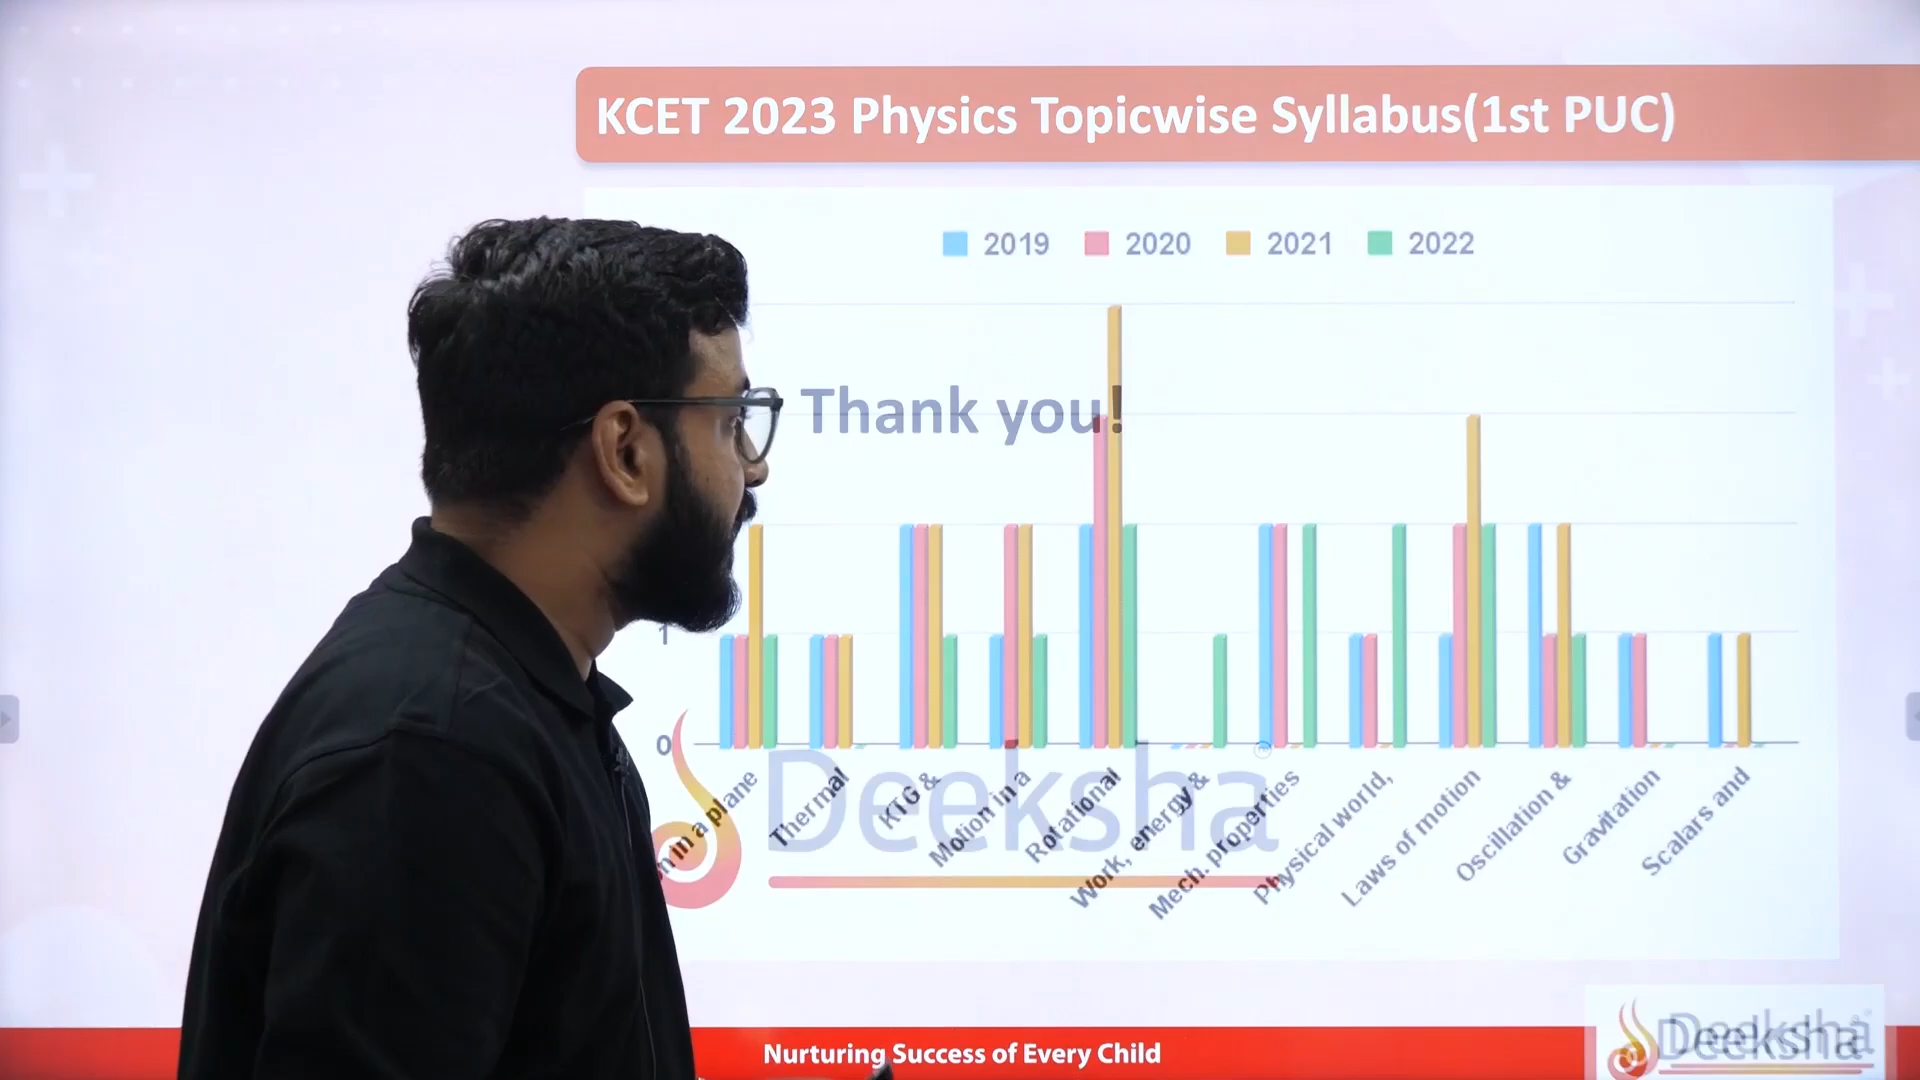 KCET 2023 Physics Topicwise Syllabus(1st PUC)
2019 2020 2021 2022
Thank you!
1
0
in a plane
Thermal
KTG &
Motion in a
Rotational
Work, energy &
Mech. properties
Physical world,
Laws of motion
Oscillation &
Gravitation
Scalars and
Deeksha
Nurturing Success of Every Child
Deeksha